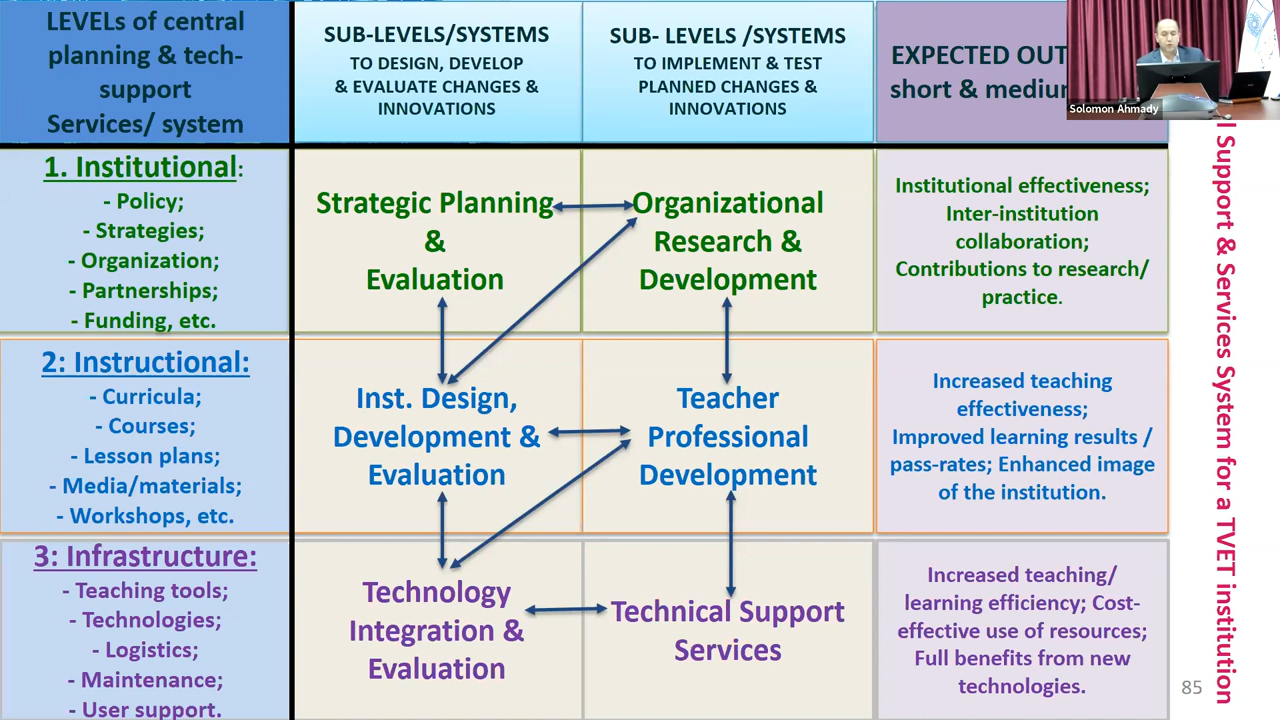 LEVELs of central
planning & tech-
support
Services/ system
SUB-LEVELS/SYSTEMS
TO DESIGN, DEVELOP
& EVALUATE CHANGES &
INNOVATIONS
SUB- LEVELS /SYSTEMS
TO IMPLEMENT & TEST
PLANNED CHANGES &
INNOVATIONS
EXPECTED
short &
Solomon Ahmady
1. Institutional:
- Policy;
- Strategies;
- Organization;
- Partnerships;
- Funding, etc.
Strategic Planning
&
Evaluation
Organizational
Research &
Development
Institutional effectiveness;
Inter-institution
collaboration;
Contributions to research/
practice.
2: Instructional:
- Curricula;
- Courses;
- Lesson plans;
- Media/materials;
- Workshops, etc.
Inst. Design,
Development &
Evaluation
Teacher
Professional
Development
Increased teaching
effectiveness;
Improved learning results /
pass-rates; Enhanced image
of the institution.
3: Infrastructure:
- Teaching tools;
- Technologies;
- Logistics;
- Maintenance;
- User support.
Technology
Integration &
Evaluation
Technical Support
Services
Increased teaching/
learning efficiency; Cost-
effective use of resources;
Full benefits from new
technologies.
Support & Services System for a TVET institution
85